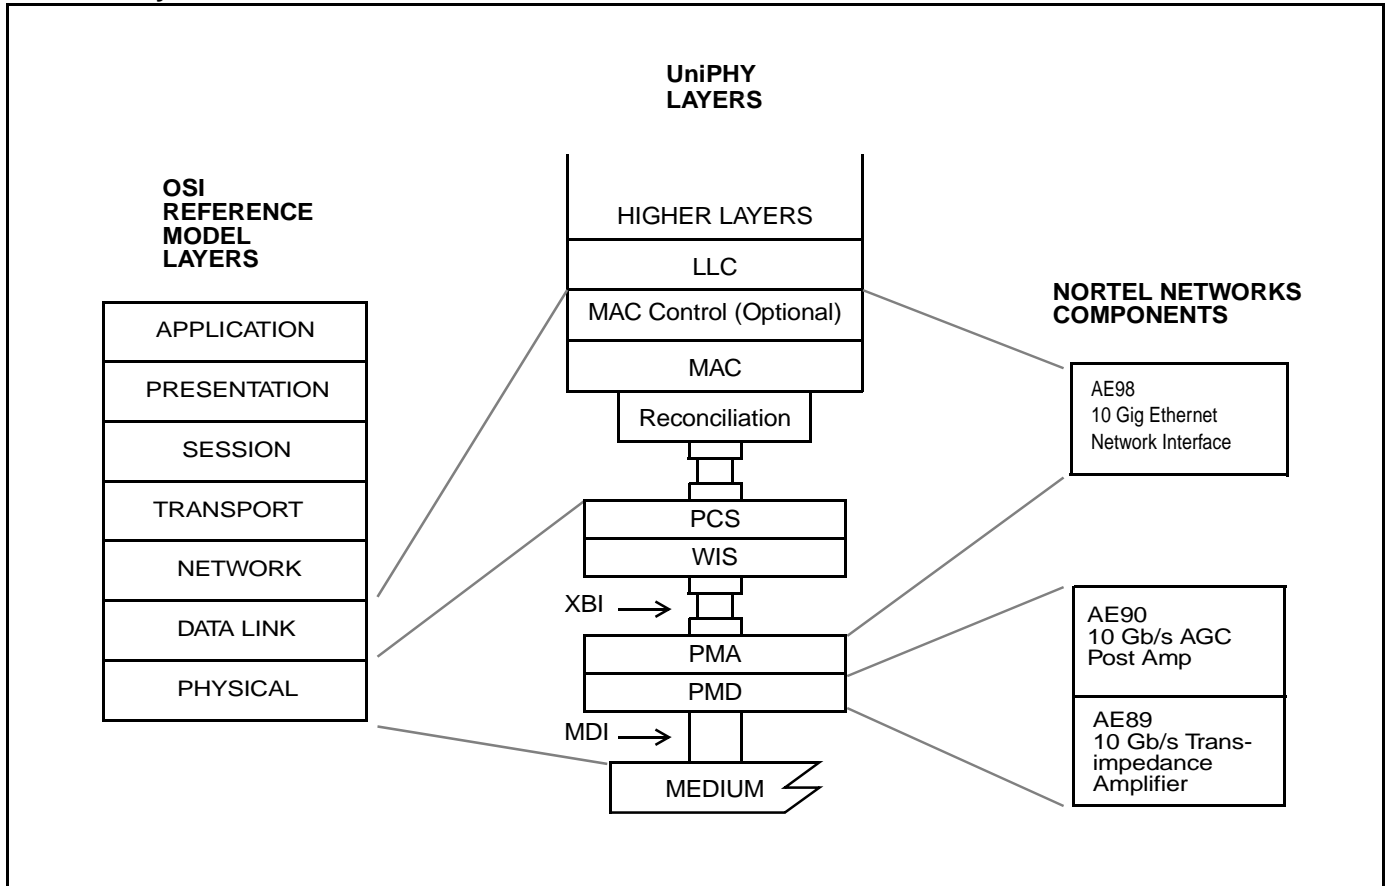 UniPHY
LAYERS
OSI
REFERENCE
MODEL
LAYERS
APPLICATION
PRESENTATION
SESSION
TRANSPORT
NETWORK
DATA LINK
PHYSICAL
HIGHER LAYERS
LLC
MAC Control (Optional)
MAC
Reconciliation
PCS
WIS
XBI
PMA
PMD
MDI
MEDIUM
NORTEL NETWORKS
COMPONENTS
AE98
10 Gig Ethernet
Network Interface
AE90
10 Gb/s AGC
Post Amp
AE89
10 Gb/s Trans-
impedance
Amplifier